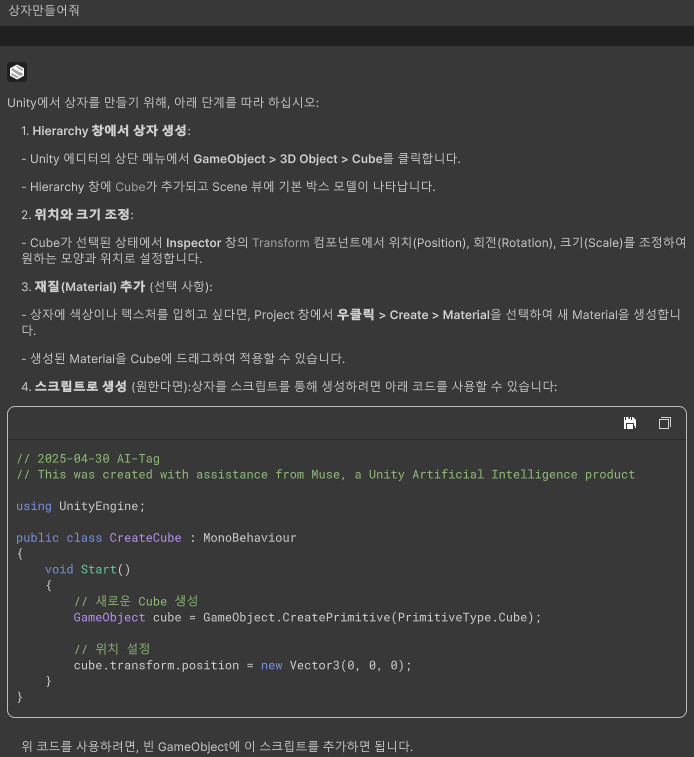 상자만들어줘
Unity에서 상자를 만들기 위해, 아래 단계를 따라 하십시오:
1. Hierarchy 창에서 상자 생성:
- Unity 에디터의 상단 메뉴에서 GameObject > 3D Object > Cube를 클릭합니다.
- Hierarchy 창에 Cube가 추가되고 Scene 뷰에 기본 박스 모델이 나타납니다.
2. 위치와 크기 조정:
- Cube가 선택된 상태에서 Inspector 창의 Transform 컴포넌트에서 위치(Position), 회전(Rotation), 크기(Scale)를 조정하여
원하는 모양과 위치로 설정합니다.
3. 재질(Material) 추가 (선택 사항):
- 상자에 색상이나 텍스처를 입히고 싶다면, Project 창에서 우클릭 > Create > Material을 선택하여 새 Material을 생성합니
다.
- 생성된 Material을 Cube에 드래그하여 적용할 수 있습니다.
4. 스크립트로 생성 (원한다면):상자를 스크립트를 통해 생성하려면 아래 코드를 사용할 수 있습니다:
// 2025-04-30 AI-Tag
// This was created with assistance from Muse, a Unity Artificial Intelligence product
using UnityEngine;
public class CreateCube : MonoBehaviour
{
    void Start()
    {
        // 새로운 Cube 생성
        GameObject cube = GameObject.CreatePrimitive(PrimitiveType.Cube);
        // 위치 설정
        cube.transform.position = new Vector3(0, 0, 0);
    }
}
위 코드를 사용하려면, 빈 GameObject에 이 스크립트를 추가하면 됩니다.